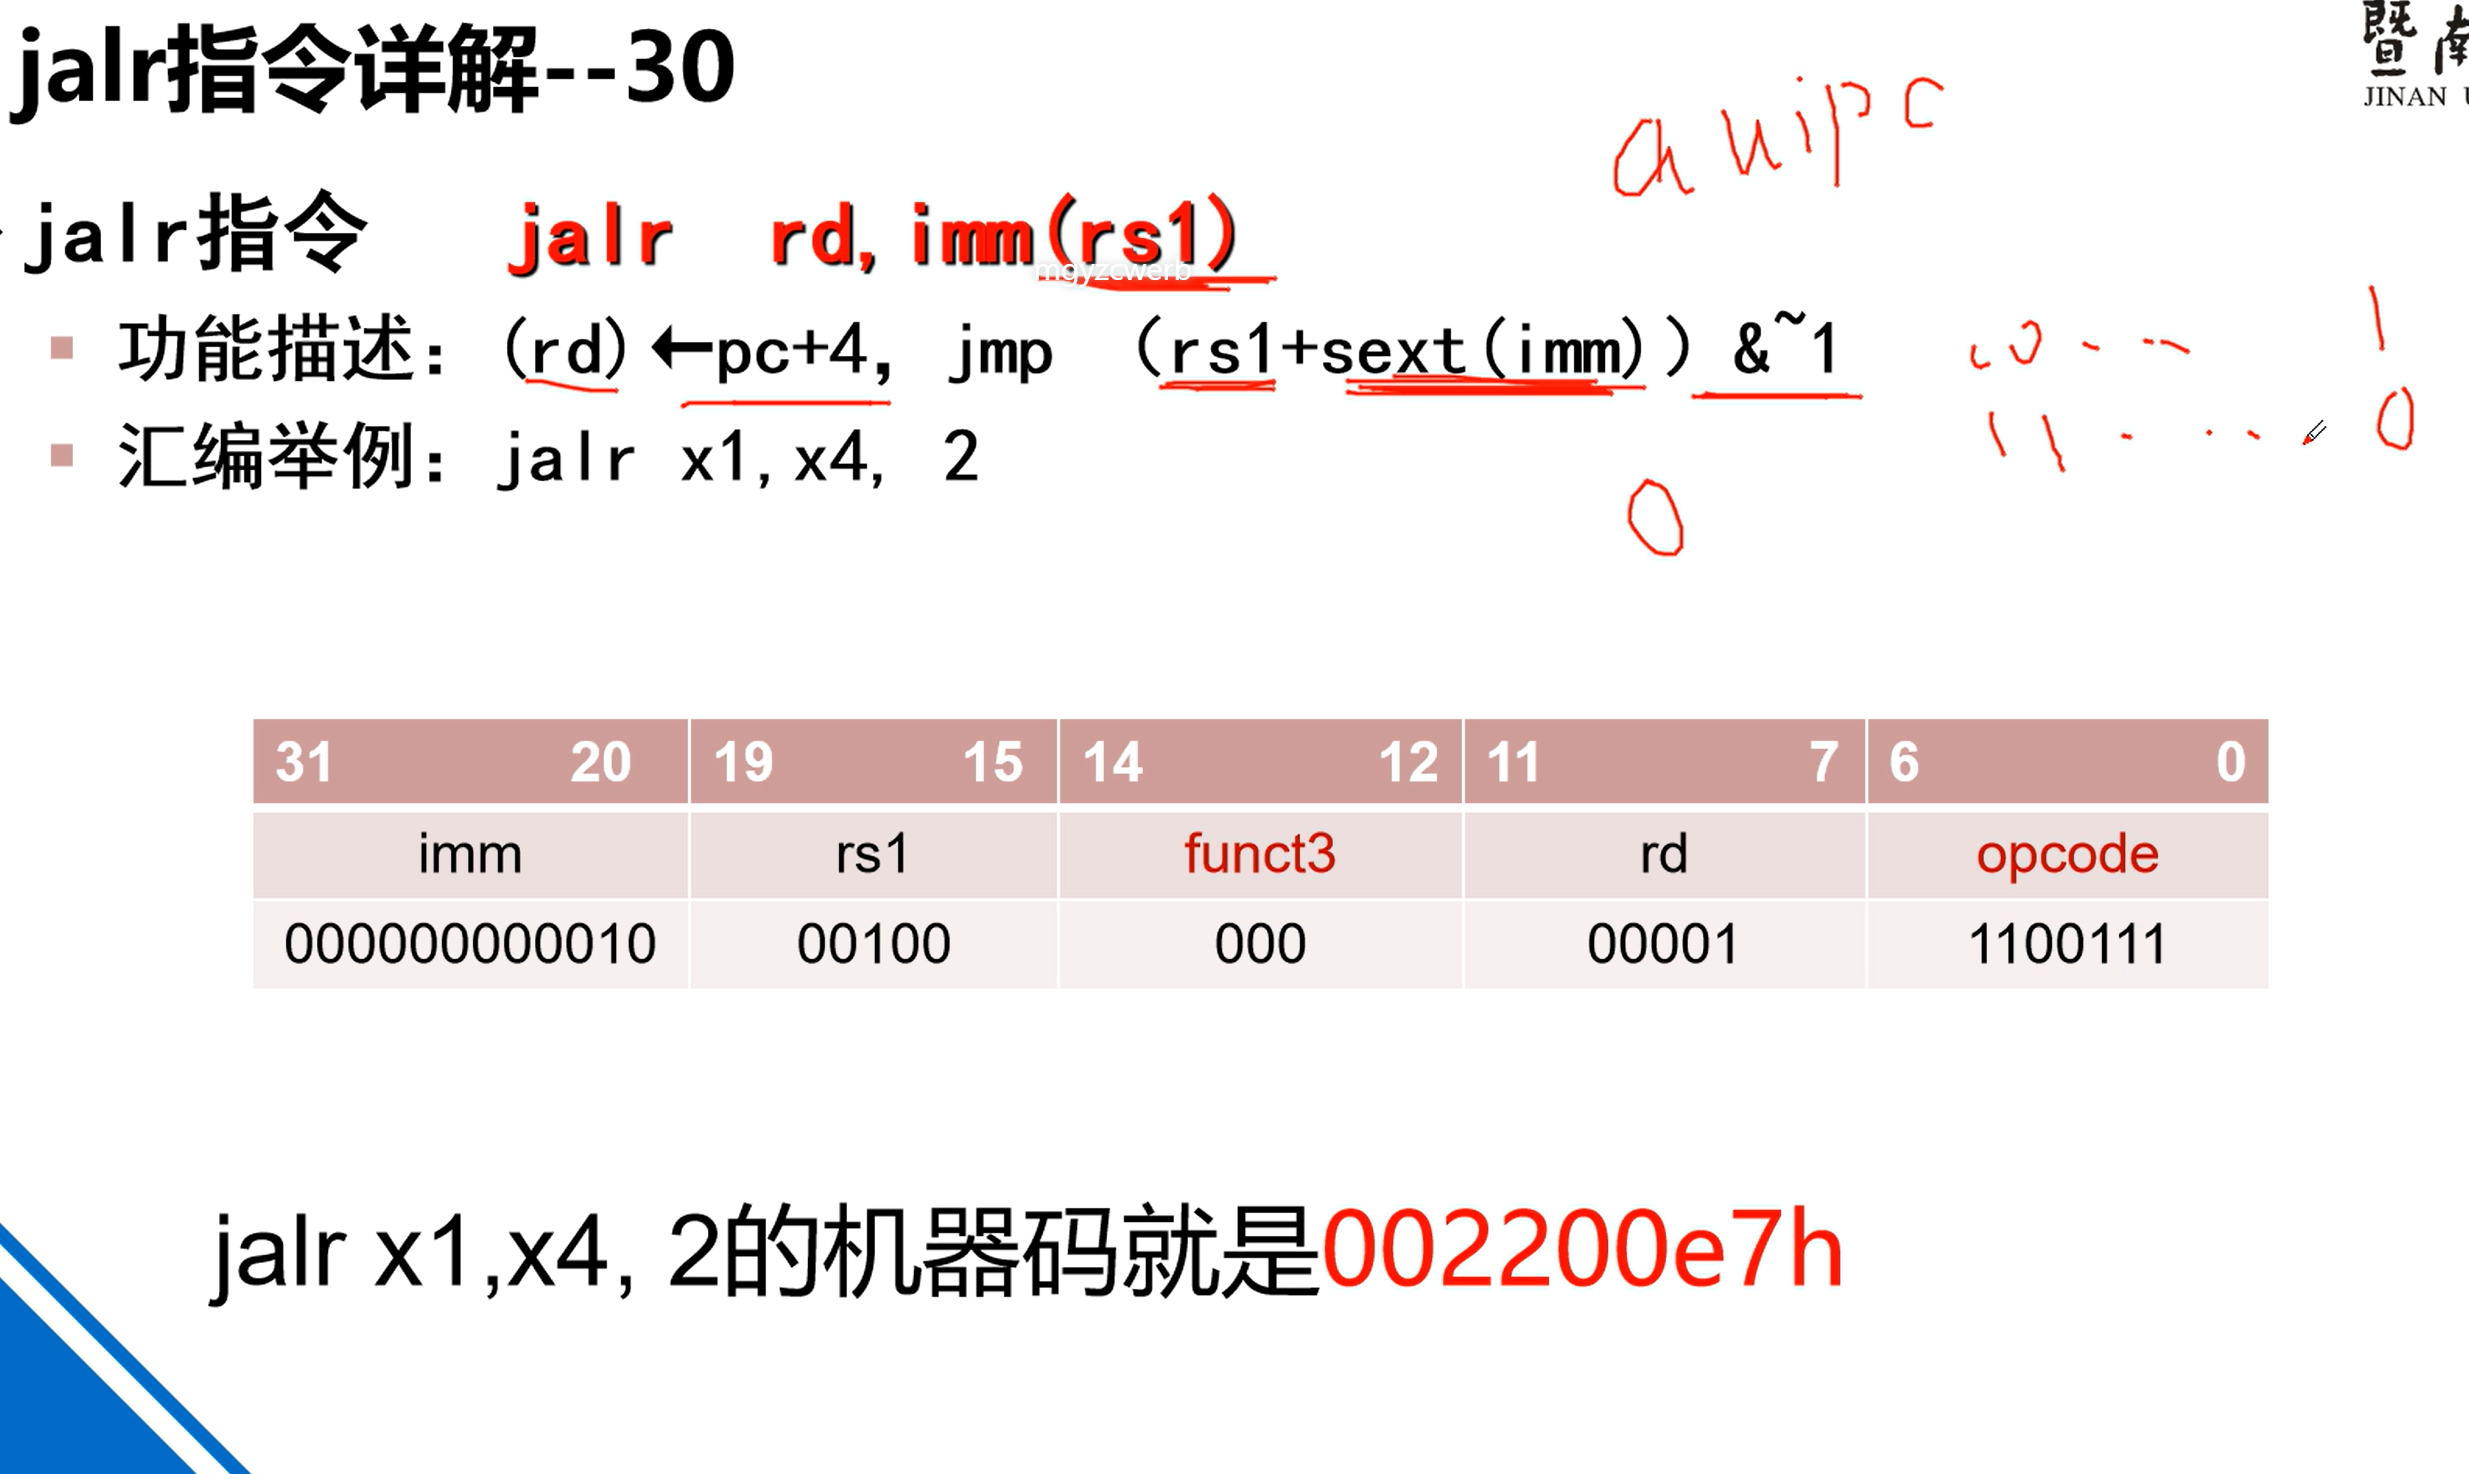 jalr指令详解--30
暨南
JINAN U
auipc
jalr指令 jalr rd,imm(rs1)
mgyzcwerb
功能描述：(rd)←pc+4, jmp (rs1+sext(imm)) &~1
00 - -- 1
汇编举例：jalr x1,x4, 2
11 - ... 0
0
31 20 19 15 14 12 11 7 6 0
imm rs1 funct3 rd opcode
000000000010 00100 000 00001 1100111
jalr x1,x4, 2的机器码就是002200e7h